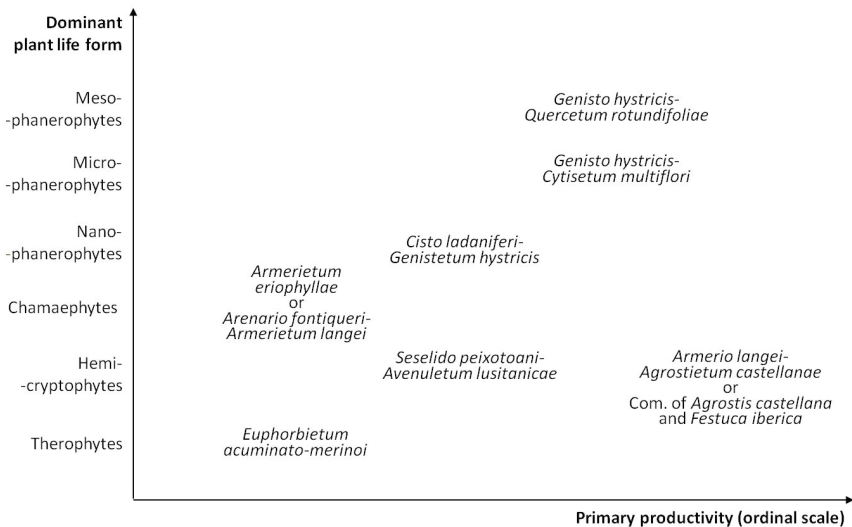 Dominant
plant life form
Meso-
-phanerophytes
Genisto hystricis-
Quercetum rotundifoliae
Micro-
-phanerophytes
Genisto hystricis-
Cytisetum multiflori
Nano-
-phanerophytes
Cisto ladaniferi-
Genistetum hystricis
Armerietum
eriophyllae
or
Arenario fontiqueri-
Armerietum langei
Chamaephytes
Hemi-
-cryptophytes
Seselido peixotoani-
Avenuletum lusitanicae
Armerio langei-
Agrostietum castellanae
or
Com. of Agrostis castellana
and Festuca iberica
Therophytes
Euphorbietum
acuminato-merinoi
Primary productivity (ordinal scale)